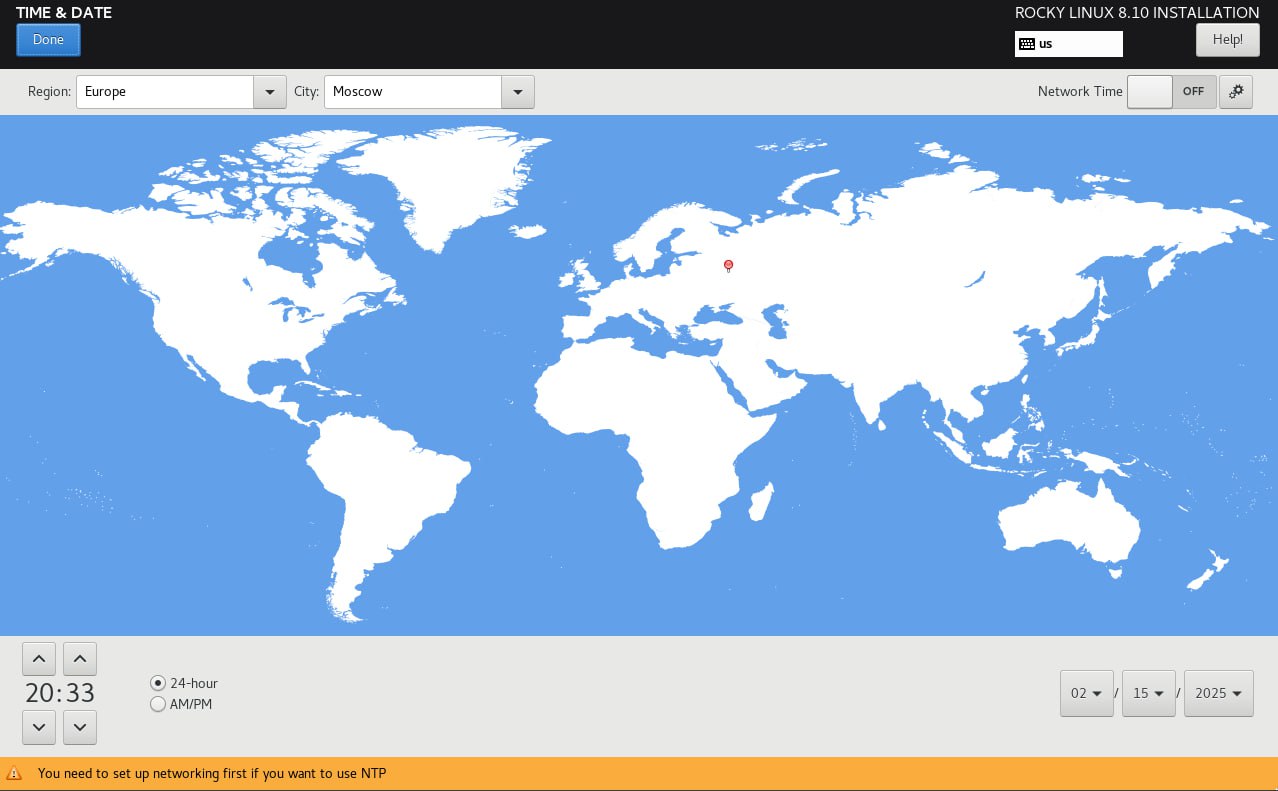 TIME & DATE
ROCKY LINUX 8.10 INSTALLATION
Done
us
Help!
Region:
Europe
City:
Moscow
Network Time
OFF
20:33
24-hour
AM/PM
02 / 15 / 2025
You need to set up networking first if you want to use NTP